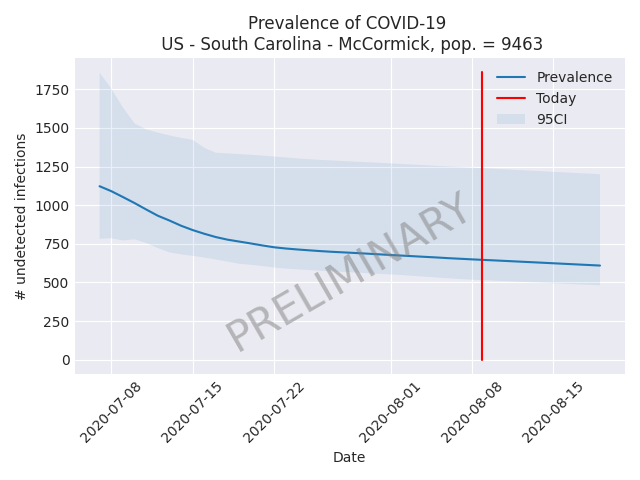 Prevalence of COVID-19
US - South Carolina - McCormick, pop. = 9463
# undetected infections
1750
1500
1250
1000
750
500
250
0
Prevalence
Today
95CI
PRELIMINARY
2020-07-08
2020-07-15
2020-07-22
2020-08-01
2020-08-08
2020-08-15
Date